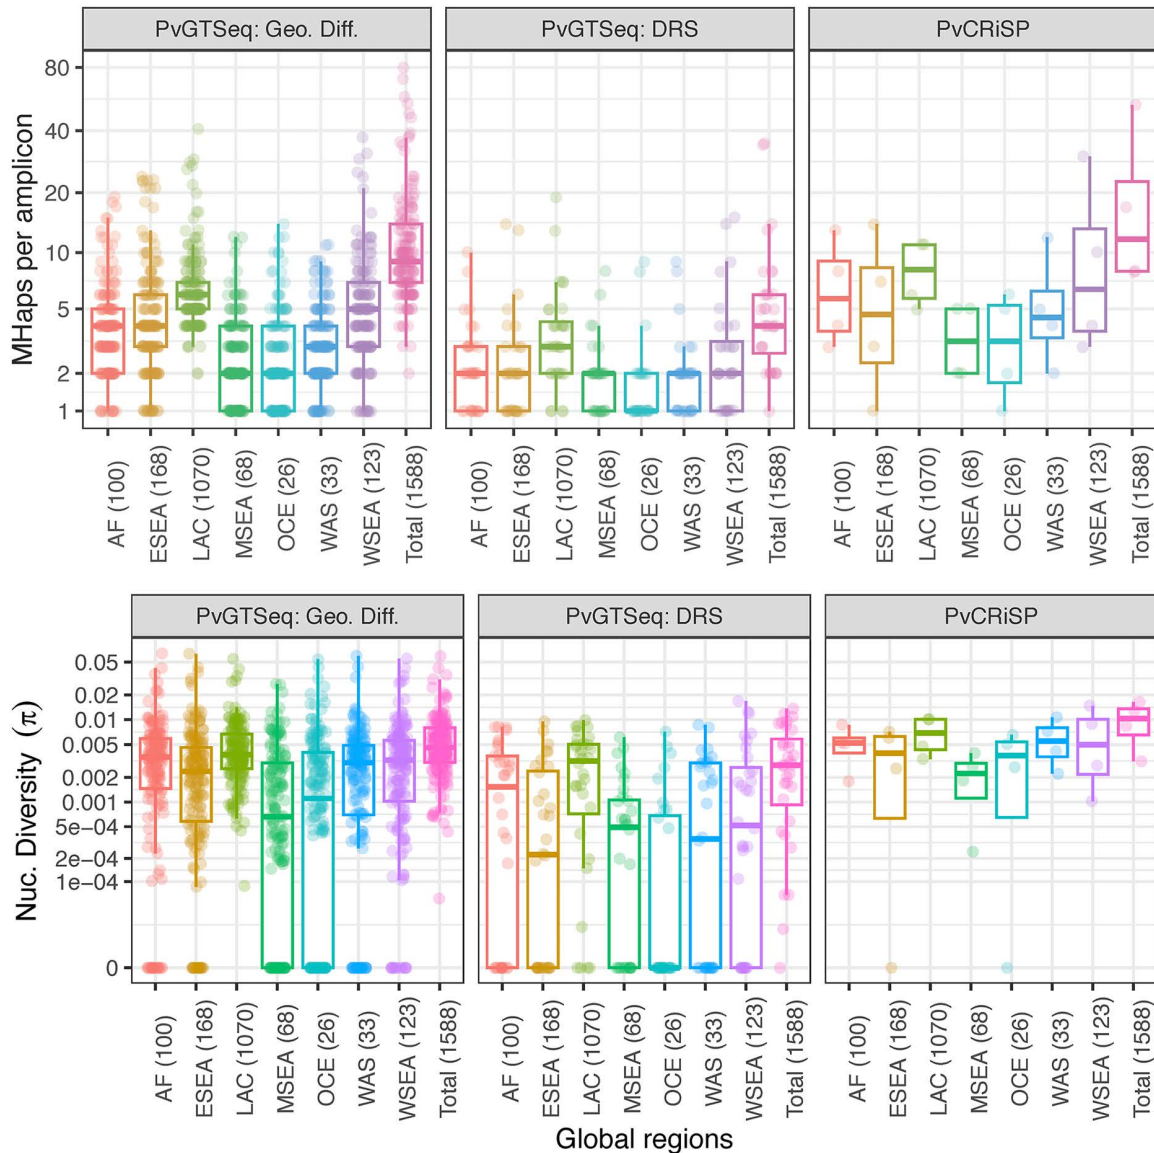 PvGTSeq: Geo. Diff. PvGTSeq: DRS PvCRiSP
MHaps per amplicon
80
40
20
10
5
2
1
AF (100) ESEA (168) LAC (1070) MSEA (68) OCE (26) WAS (33) WSEA (123) Total (1588) AF (100) ESEA (168) LAC (1070) MSEA (68) OCE (26) WAS (33) WSEA (123) Total (1588) AF (100) ESEA (168) LAC (1070) MSEA (68) OCE (26) WAS (33) WSEA (123) Total (1588)
PvGTSeq: Geo. Diff. PvGTSeq: DRS PvCRiSP
Nuc. Diversity (π)
0.05
0.02
0.01
0.005
0.002
0.001
5e−04
2e−04
1e−04
0
AF (100) ESEA (168) LAC (1070) MSEA (68) OCE (26) WAS (33) WSEA (123) Total (1588) AF (100) ESEA (168) LAC (1070) MSEA (68) OCE (26) WAS (33) WSEA (123) Total (1588) AF (100) ESEA (168) LAC (1070) MSEA (68) OCE (26) WAS (33) WSEA (123) Total (1588)
Global regions